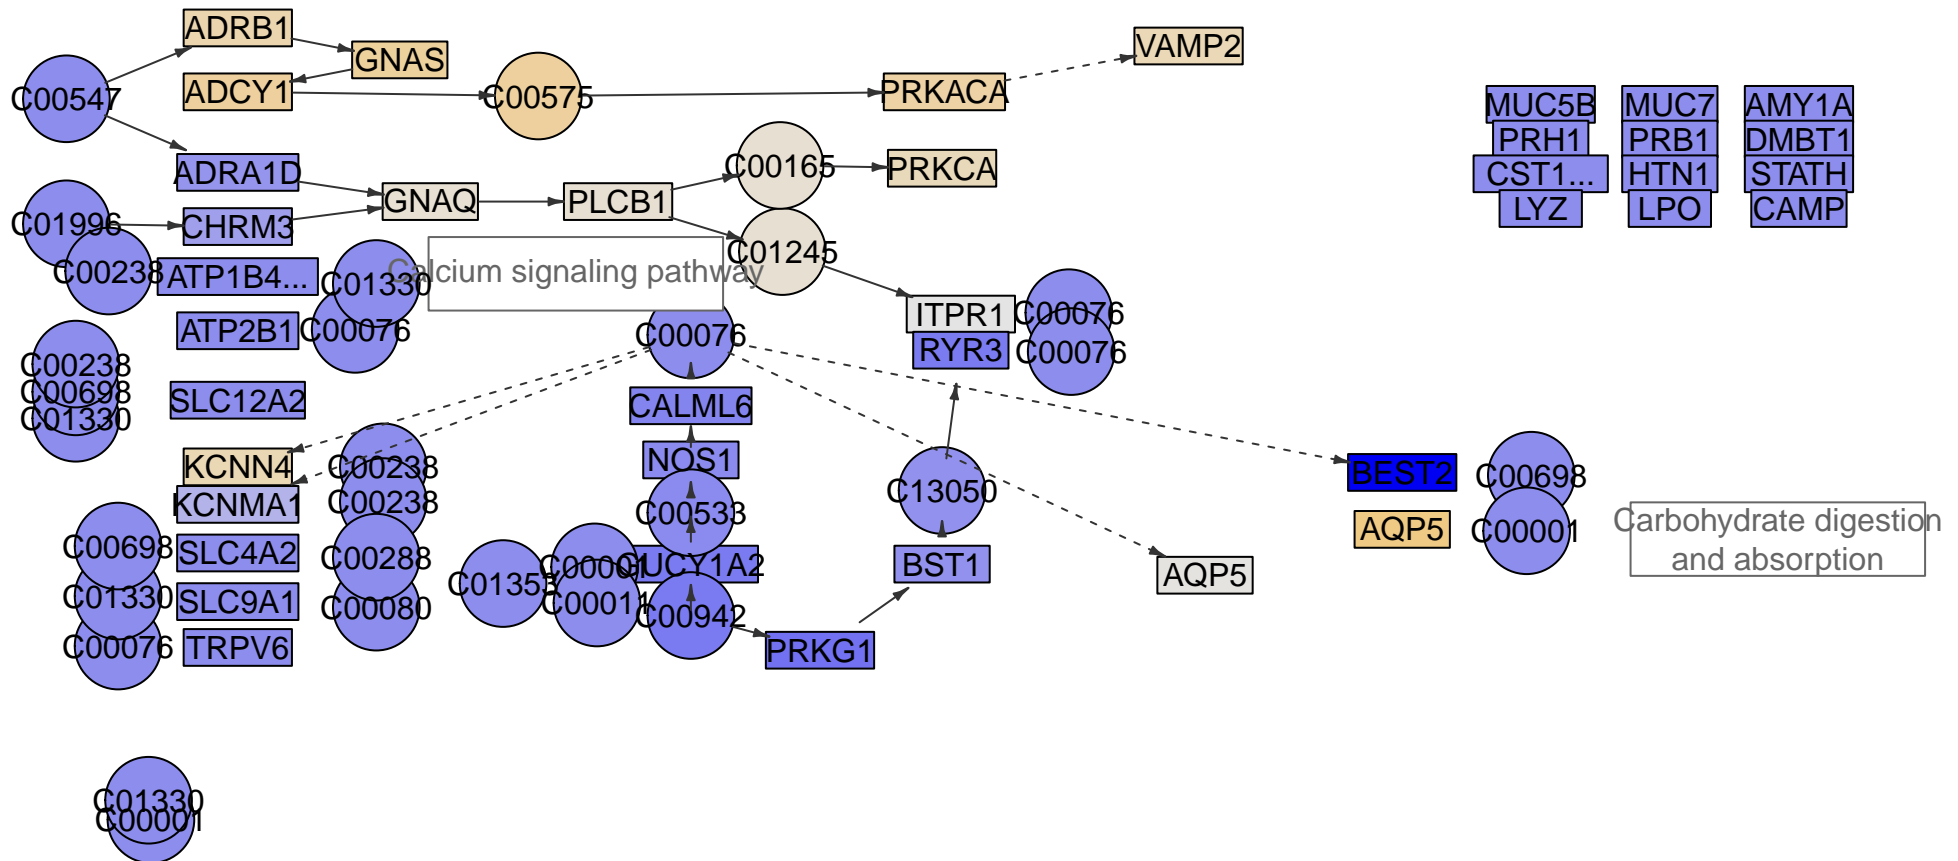 ADRB1
GNAS
VAMP2
C00547
ADCY1
C00575
PRKACA
MUC5B
MUC7
AMY1A
PRH1
PRB1
DMBT1
ADRA1D
C00165
PRKCA
CST1...
HTN1
STATH
GNAQ
PLCB1
LYZ
LPO
CAMP
C01996
CHRM3
C01245
C00238
ATP1B4...
C01330
Calcium signaling pathway
ITPR1
C00076
ATP2B1
C00076
C00076
RYR3
C00076
C00238
C00698
C01330
SLC12A2
CALML6
KCNN4
C00238
NOS1
BEST2
C00698
KCNMA1
C00238
C00533
C13050
AQP5
C00001
Carbohydrate digestion
and absorption
C00698
SLC4A2
C00288
C01353
C00001
GUCY1A2
BST1
AQP5
C01330
SLC9A1
C00080
C00011
C00942
C00076
TRPV6
PRKG1
C01330
C00001